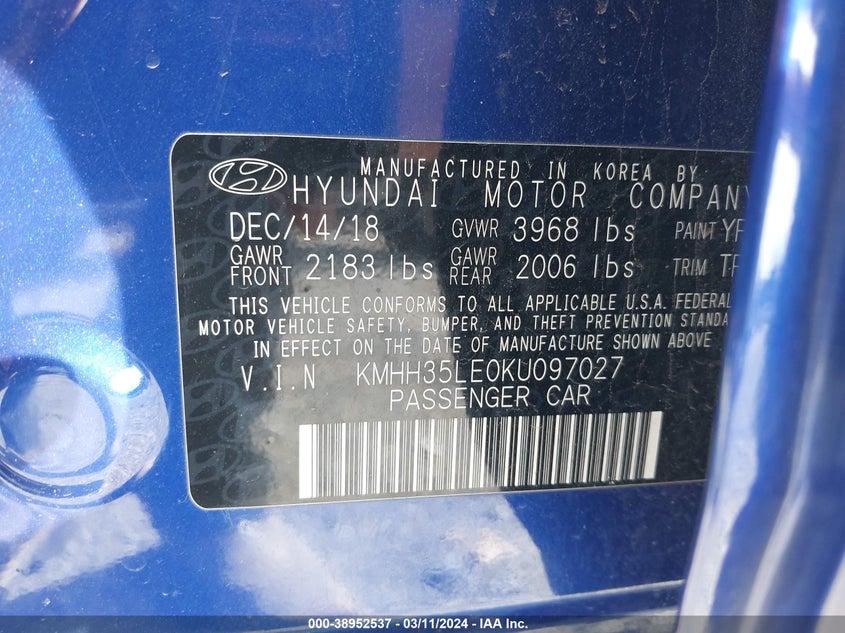 MANUFACTURED IN KOREA BY
HYUNDAI MOTOR COMPANY
DEC/14/18 GVWR 3968 lbs PAINT YF
GAWR FRONT 2183 lbs GAWR REAR 2006 lbs TRIM
THIS VEHICLE CONFORMS TO ALL APPLICABLE U.S.A. FEDERAL
MOTOR VEHICLE SAFETY, BUMPER, AND THEFT PREVENTION STANDA
IN EFFECT ON THE DATE OF MANUFACTURE SHOWN ABOVE
V.I.N KMHH35LE0KU097027
PASSENGER CAR
000-38952537 - 03/11/2024 - IAA Inc.